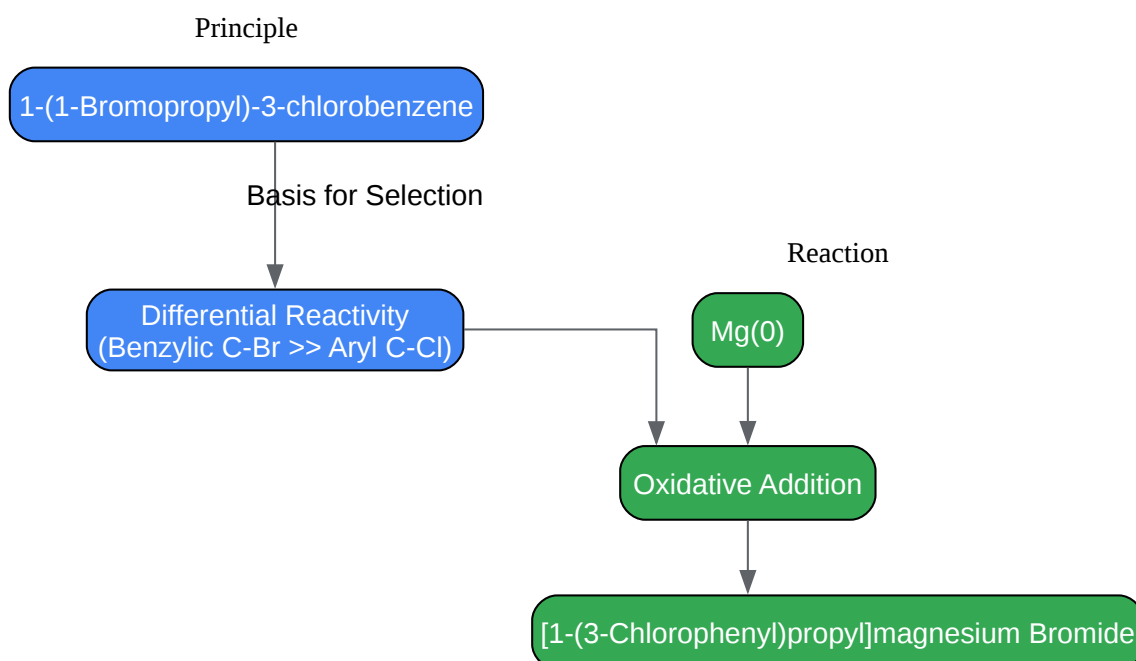 Principle
1-(1-Bromopropyl)-3-chlorobenzene
Basis for Selection
Differential Reactivity
(Benzylic C-Br >> Aryl C-Cl)
Reaction
Mg(0)
Oxidative Addition
[1-(3-Chlorophenyl)propyl]magnesium Bromide